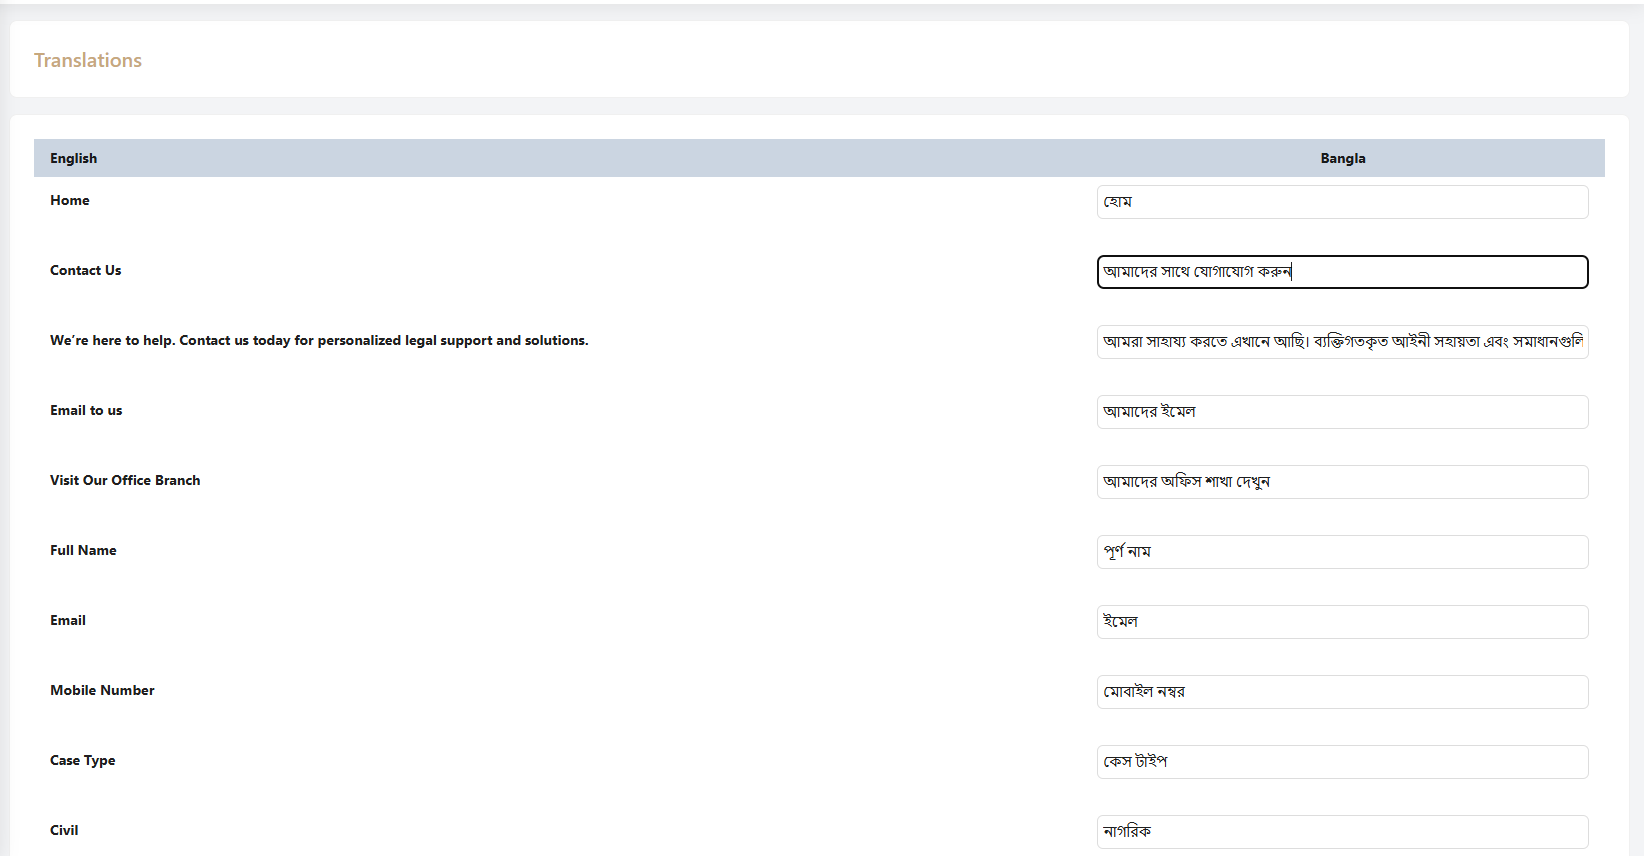 Translations
English Bangla
Home হোম
Contact Us আমাদের সাথে যোগাযোগ করুন
We’re here to help. Contact us today for personalized legal support and solutions. আমরা সাহায্য করতে এখানে আছি। ব্যক্তিগতকৃত আইনী সহায়তা এবং সমাধানগুলি
Email to us আমাদের ইমেল
Visit Our Office Branch আমাদের অফিস শাখা দেখুন
Full Name পূর্ণ নাম
Email ইমেল
Mobile Number মোবাইল নম্বর
Case Type কেস টাইপ
Civil নাগরিক